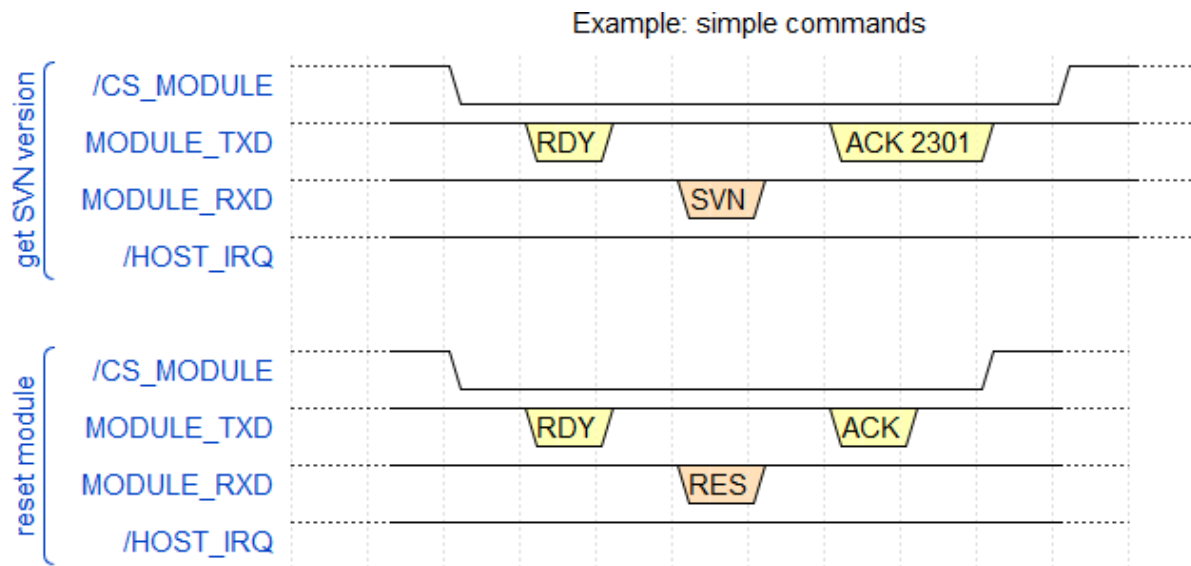 Example: simple commands
get SVN version
/CS_MODULE
MODULE_TXD
RDY
ACK 2301
MODULE_RXD
SVN
/HOST_IRQ
reset module
/CS_MODULE
MODULE_TXD
RDY
ACK
MODULE_RXD
RES
/HOST_IRQ